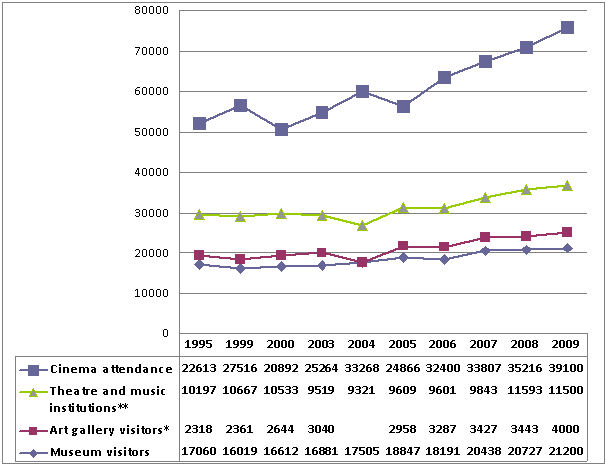 80000
70000
60000
50000
40000
30000
20000
10000
0
1995 1999 2000 2003 2004 2005 2006 2007 2008 2009
Cinema attendance 22613 27516 20892 25264 33268 24866 32400 33807 35216 39100
Theatre and music institutions** 10197 10667 10533 9519 9321 9609 9601 9843 11593 11500
Art gallery visitors* 2318 2361 2644 3040 2958 3287 3427 3443 4000
Museum visitors 17060 16019 16612 16881 17505 18847 18191 20438 20727 21200